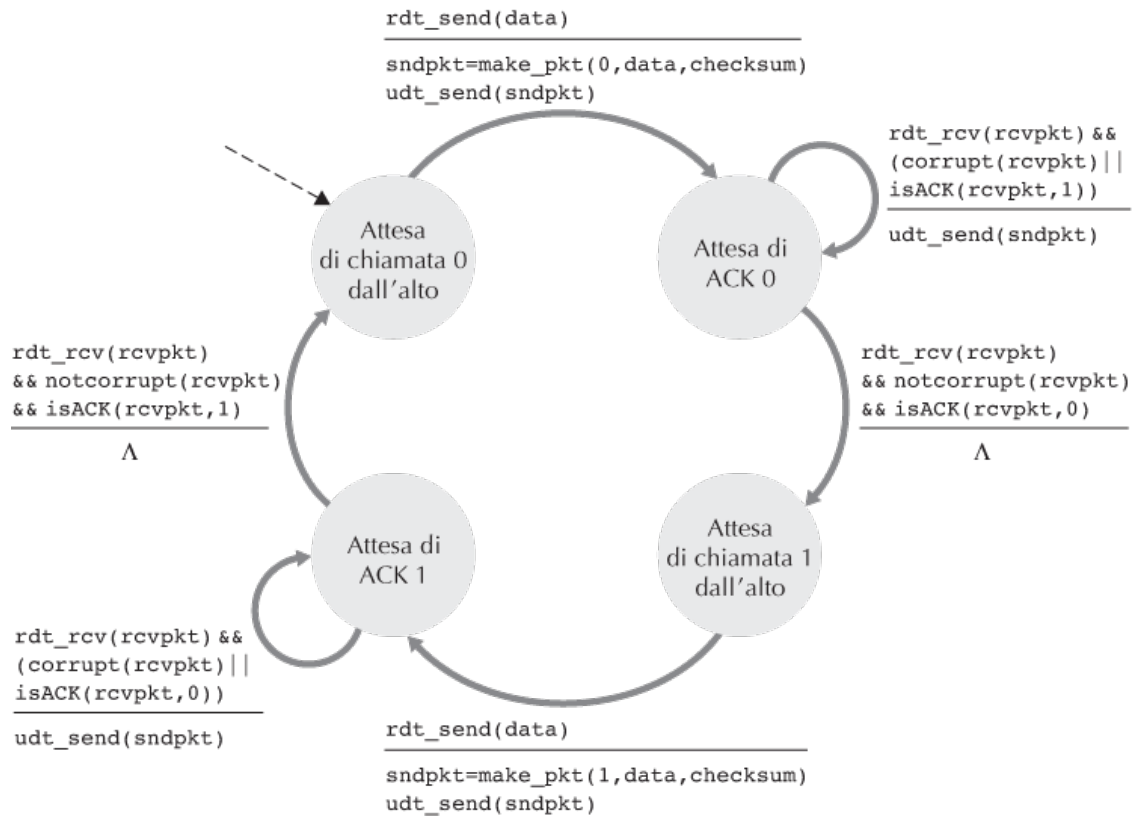 rdt_send(data)
sndpkt=make_pkt(0,data,checksum)
udt_send(sndpkt)
rdt_rcv(rcvpkt) &&
(corrupt(rcvpkt)||
isACK(rcvpkt,1))
udt_send(sndpkt)
Attesa
di chiamata 0
dall'alto
Attesa di
ACK 0
rdt_rcv(rcvpkt)
&& notcorrupt(rcvpkt)
&& isACK(rcvpkt,1)
Λ
rdt_rcv(rcvpkt)
&& notcorrupt(rcvpkt)
&& isACK(rcvpkt,0)
Λ
Attesa di
ACK 1
Attesa
di chiamata 1
dall'alto
rdt_rcv(rcvpkt) &&
(corrupt(rcvpkt)||
isACK(rcvpkt,0))
udt_send(sndpkt)
rdt_send(data)
sndpkt=make_pkt(1,data,checksum)
udt_send(sndpkt)